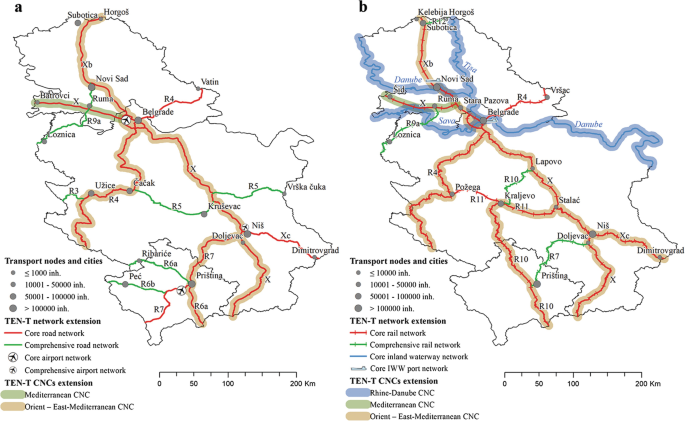 a
Subotica
Horgoš
Xb
Novi Sad
Vatin
Batrovci
X
Ruma
R4
Belgrade
R9a
Loznica
Užice
Čačak
X
R3
R4
R5
Kruševac
R5
Vrška čuka
Niš
Xc
Doljevac
Dimitrovgrad
Ribariće
R6a
R7
Peć
R6b
Priština
X
R7
R6a
Transport nodes and cities
≤ 1000 inh.
10001 - 50000 inh.
50001 - 100000 inh.
> 100000 inh.
TEN-T network extension
Core road network
Comprehensive road network
Core airport network
Comprehensive airport network
TEN-T CNCs extension
Mediterranean CNC
Orient – East-Mediterranean CNC
0 50 100 200 Km
b
Kelebija Horgoš
R12
Subotica
Xb
Tisa
Danube
Novi Sad
Šid
Vršac
X
Ruma
Stara Pazova
R4
R9a
Sava
Belgrade
Loznica
Danube
Lapovo
R4
R10
X
Požega
Kraljevo
Stalać
R11
R11
Niš
Xc
Doljevac
Dimitrovgrad
R10
R7
Priština
X
R10
Transport nodes and cities
≤ 10000 inh.
10001 - 50000 inh.
50001 - 100000 inh.
> 100000 inh.
TEN-T network extension
Core rail network
Comprehensive rail network
Core inland waterway network
Core IWW port network
TEN-T CNCs extension
Rhine-Danube CNC
Mediterranean CNC
Orient – East-Mediterranean CNC
0 50 100 200 Km